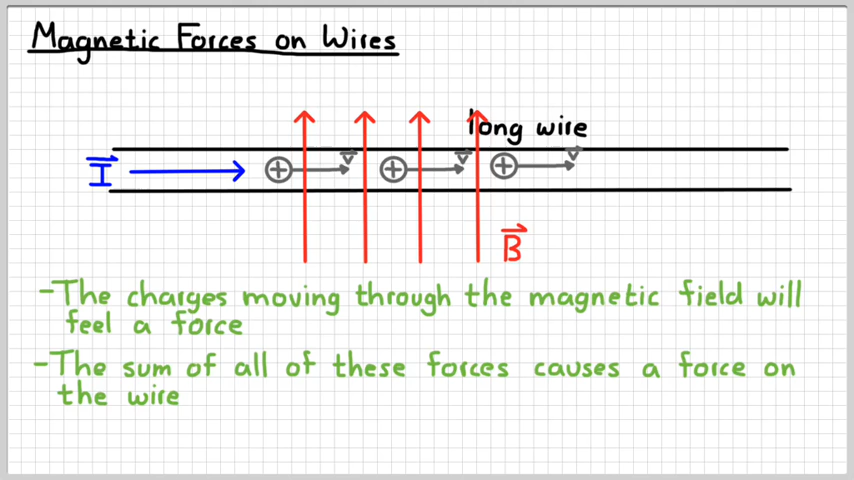 Magnetic Forces on Wires
long wire
I
+ v + v + v
B
-The charges moving through the magnetic field will
feel a force
-The sum of all of these forces causes a force on
the wire